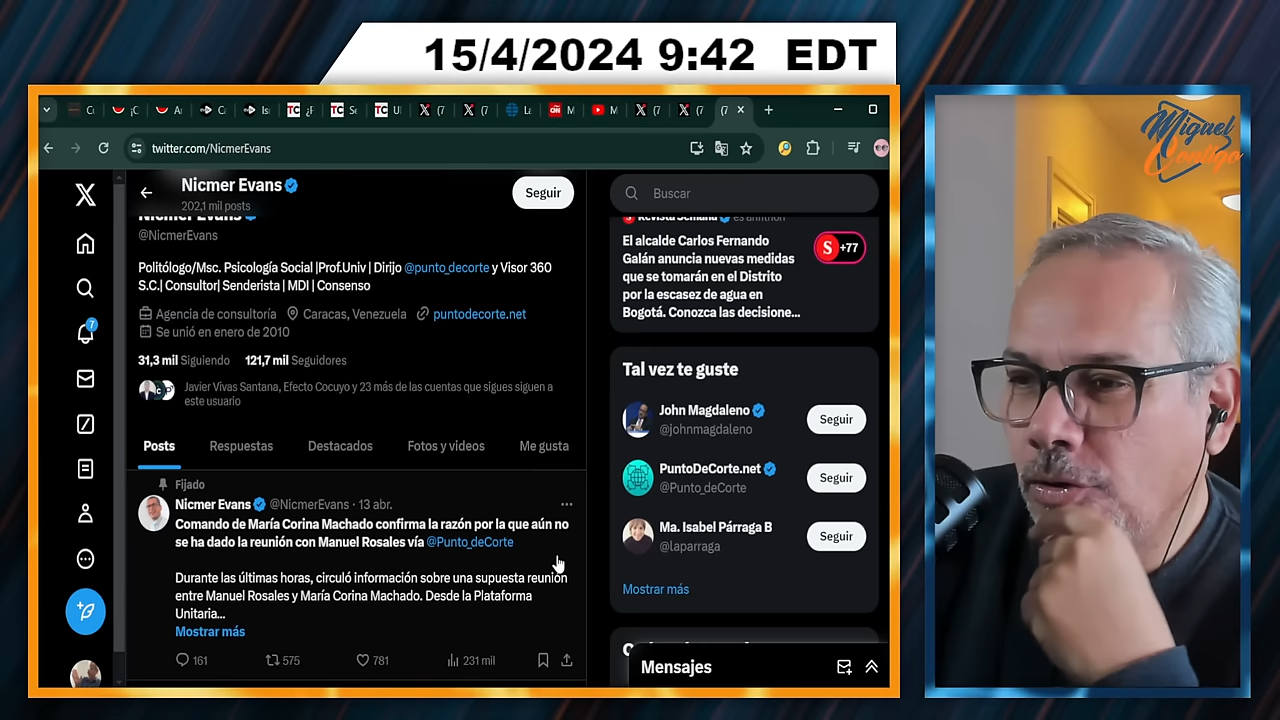 15/4/2024 9:42 EDT
twitter.com/NicmerEvans
Nicmer Evans
202,1 mil posts
Seguir
Nicmer Evans
@NicmerEvans
Politólogo/Msc. Psicología Social |Prof.Univ | Dirijo @punto_decorte y Visor 360
S.C.| Consultor| Senderista | MDI | Consenso
Agencia de consultoría Caracas, Venezuela puntodecorte.net
Se unió en enero de 2010
31,3 mil Siguiendo 121,7 mil Seguidores
Javier Vivas Santana, Efecto Cocuyo y 23 más de las cuentas que sigues siguen a
este usuario
Posts Respuestas Destacados Fotos y videos Me gusta
Fijado
Nicmer Evans @NicmerEvans · 13 abr.
Comando de María Corina Machado confirma la razón por la que aún no
se ha dado la reunión con Manuel Rosales vía @Punto_deCorte
Durante las últimas horas, circuló información sobre una supuesta reunión
entre Manuel Rosales y María Corina Machado. Desde la Plataforma
Unitaria...
Mostrar más
161 575 781 231 mil
7
Buscar
Revista Semana es anfitrión
El alcalde Carlos Fernando
Galán anuncia nuevas medidas
que se tomarán en el Distrito
por la escasez de agua en
Bogotá. Conozca las decisione...
S +77
Tal vez te guste
John Magdaleno
@johnmagdaleno
Seguir
PuntoDeCorte.net
@Punto_deCorte
Seguir
Ma. Isabel Párraga B
@laparraga
Seguir
Mostrar más
Mensajes
Miguel
Contigo